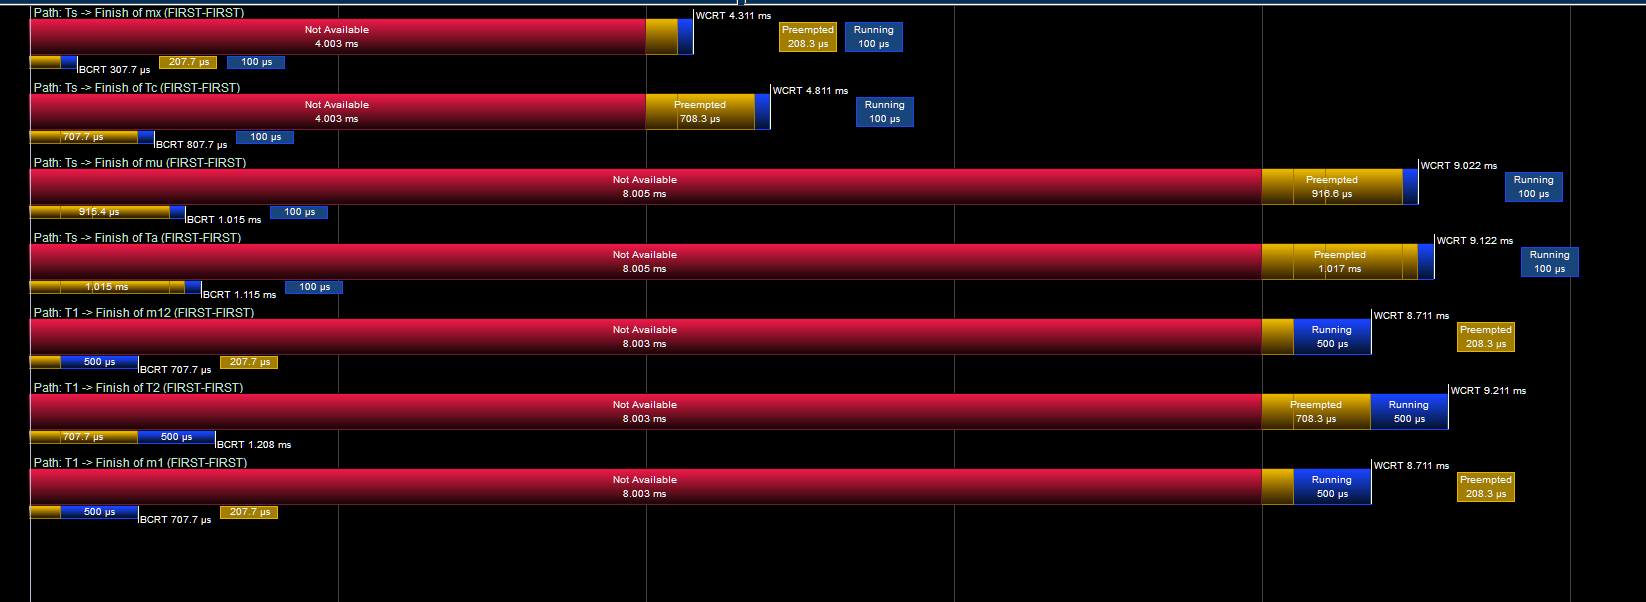 Path: Ts -> Finish of mx (FIRST-FIRST)
WCRT 4.311 ms
Not Available
4.003 ms
Preempted
208.3 µs
Running
100 µs
BCRT 307.7 µs
207.7 µs
100 µs
Path: Ts -> Finish of Tc (FIRST-FIRST)
WCRT 4.811 ms
Not Available
4.003 ms
Preempted
708.3 µs
Running
100 µs
707.7 µs
BCRT 807.7 µs
100 µs
Path: Ts -> Finish of mu (FIRST-FIRST)
WCRT 9.022 ms
Not Available
8.005 ms
Preempted
916.6 µs
Running
100 µs
915.4 µs
BCRT 1.015 ms
100 µs
Path: Ts -> Finish of Ta (FIRST-FIRST)
WCRT 9.122 ms
Not Available
8.005 ms
Preempted
1.017 ms
Running
100 µs
1.015 ms
BCRT 1.115 ms
100 µs
Path: T1 -> Finish of m12 (FIRST-FIRST)
WCRT 8.711 ms
Not Available
8.003 ms
Running
500 µs
Preempted
208.3 µs
500 µs
BCRT 707.7 µs
207.7 µs
Path: T1 -> Finish of T2 (FIRST-FIRST)
WCRT 9.211 ms
Not Available
8.003 ms
Preempted
708.3 µs
Running
500 µs
707.7 µs
500 µs
BCRT 1.208 ms
Path: T1 -> Finish of m1 (FIRST-FIRST)
WCRT 8.711 ms
Not Available
8.003 ms
Running
500 µs
Preempted
208.3 µs
500 µs
BCRT 707.7 µs
207.7 µs